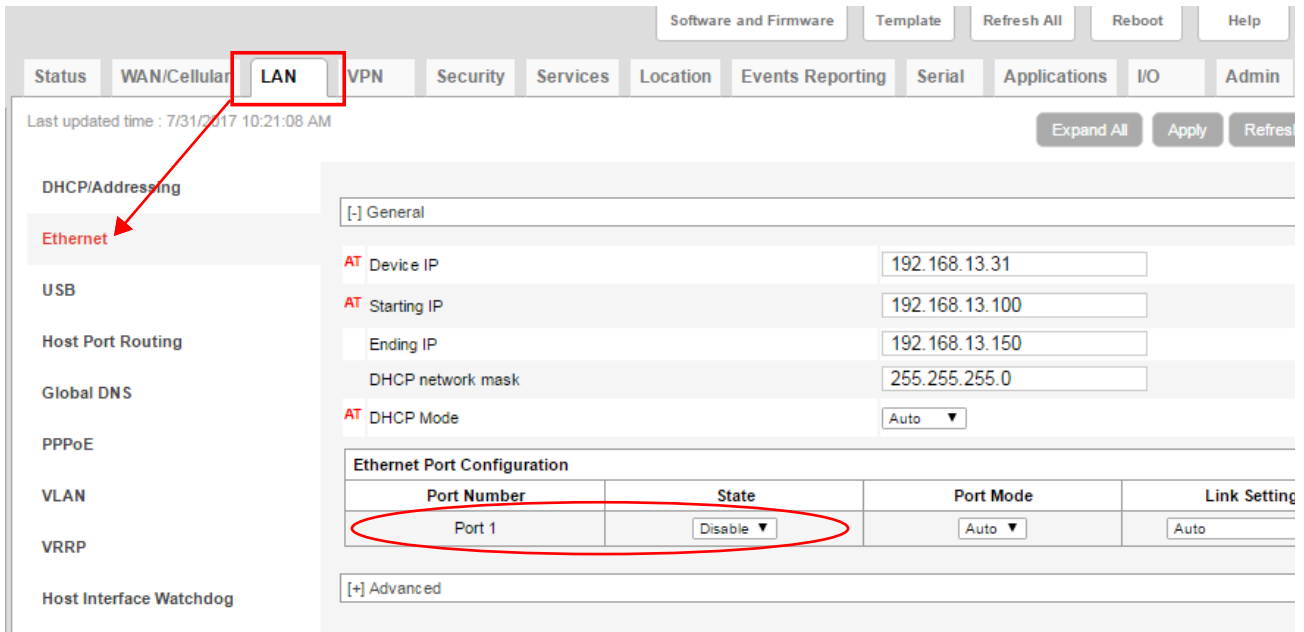 Software and Firmware Template Refresh All Reboot Help
Status WAN/Cellular LAN VPN Security Services Location Events Reporting Serial Applications I/O Admin
Last updated time : 7/31/2017 10:21:08 AM
Expand All Apply Refresh
DHCP/Addressing
[-] General
Ethernet
AT Device IP 192.168.13.31
USB
AT Starting IP 192.168.13.100
Host Port Routing
Ending IP 192.168.13.150
DHCP network mask 255.255.255.0
Global DNS
AT DHCP Mode Auto ▼
PPPoE
Ethernet Port Configuration
VLAN
Port Number State Port Mode Link Setting
Port 1 Disable ▼ Auto ▼ Auto
VRRP
[+] Advanced
Host Interface Watchdog